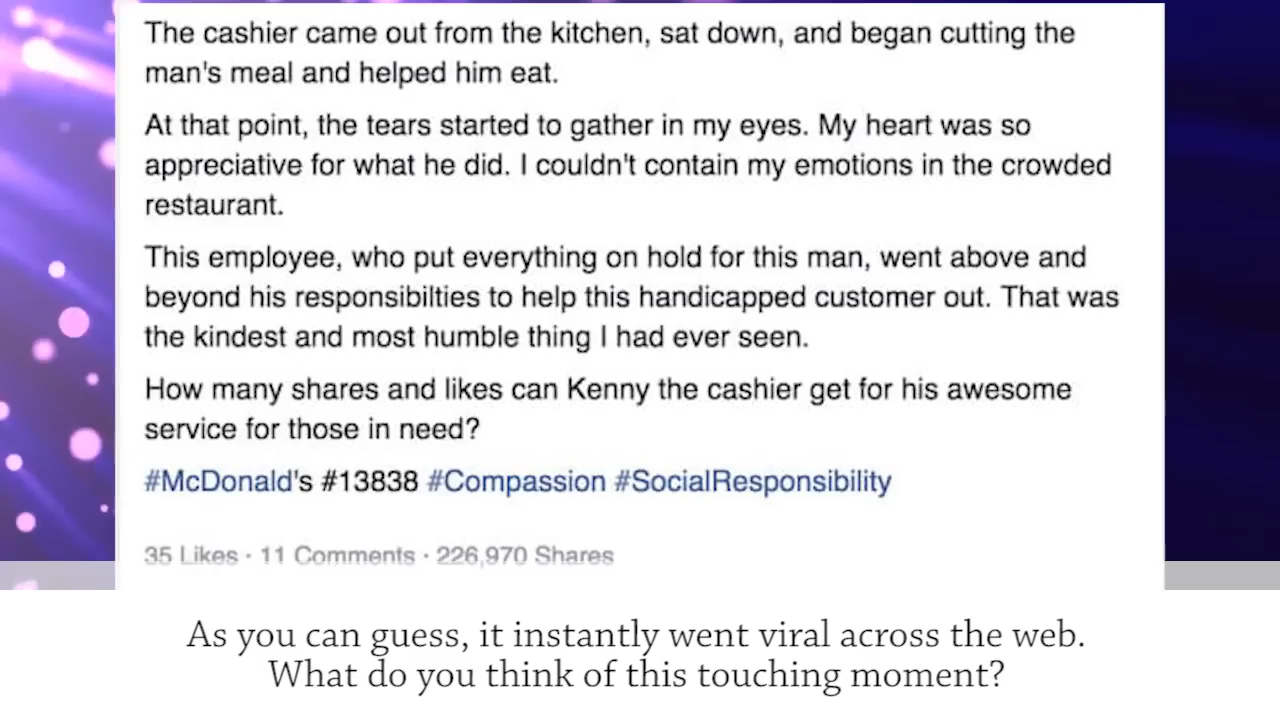 The cashier came out from the kitchen, sat down, and began cutting the
man's meal and helped him eat.
At that point, the tears started to gather in my eyes. My heart was so
appreciative for what he did. I couldn't contain my emotions in the crowded
restaurant.
This employee, who put everything on hold for this man, went above and
beyond his responsibilties to help this handicapped customer out. That was
the kindest and most humble thing I had ever seen.
How many shares and likes can Kenny the cashier get for his awesome
service for those in need?
#McDonald's #13838 #Compassion #SocialResponsibility
35 Likes · 11 Comments · 226,970 Shares
As you can guess, it instantly went viral across the web.
What do you think of this touching moment?